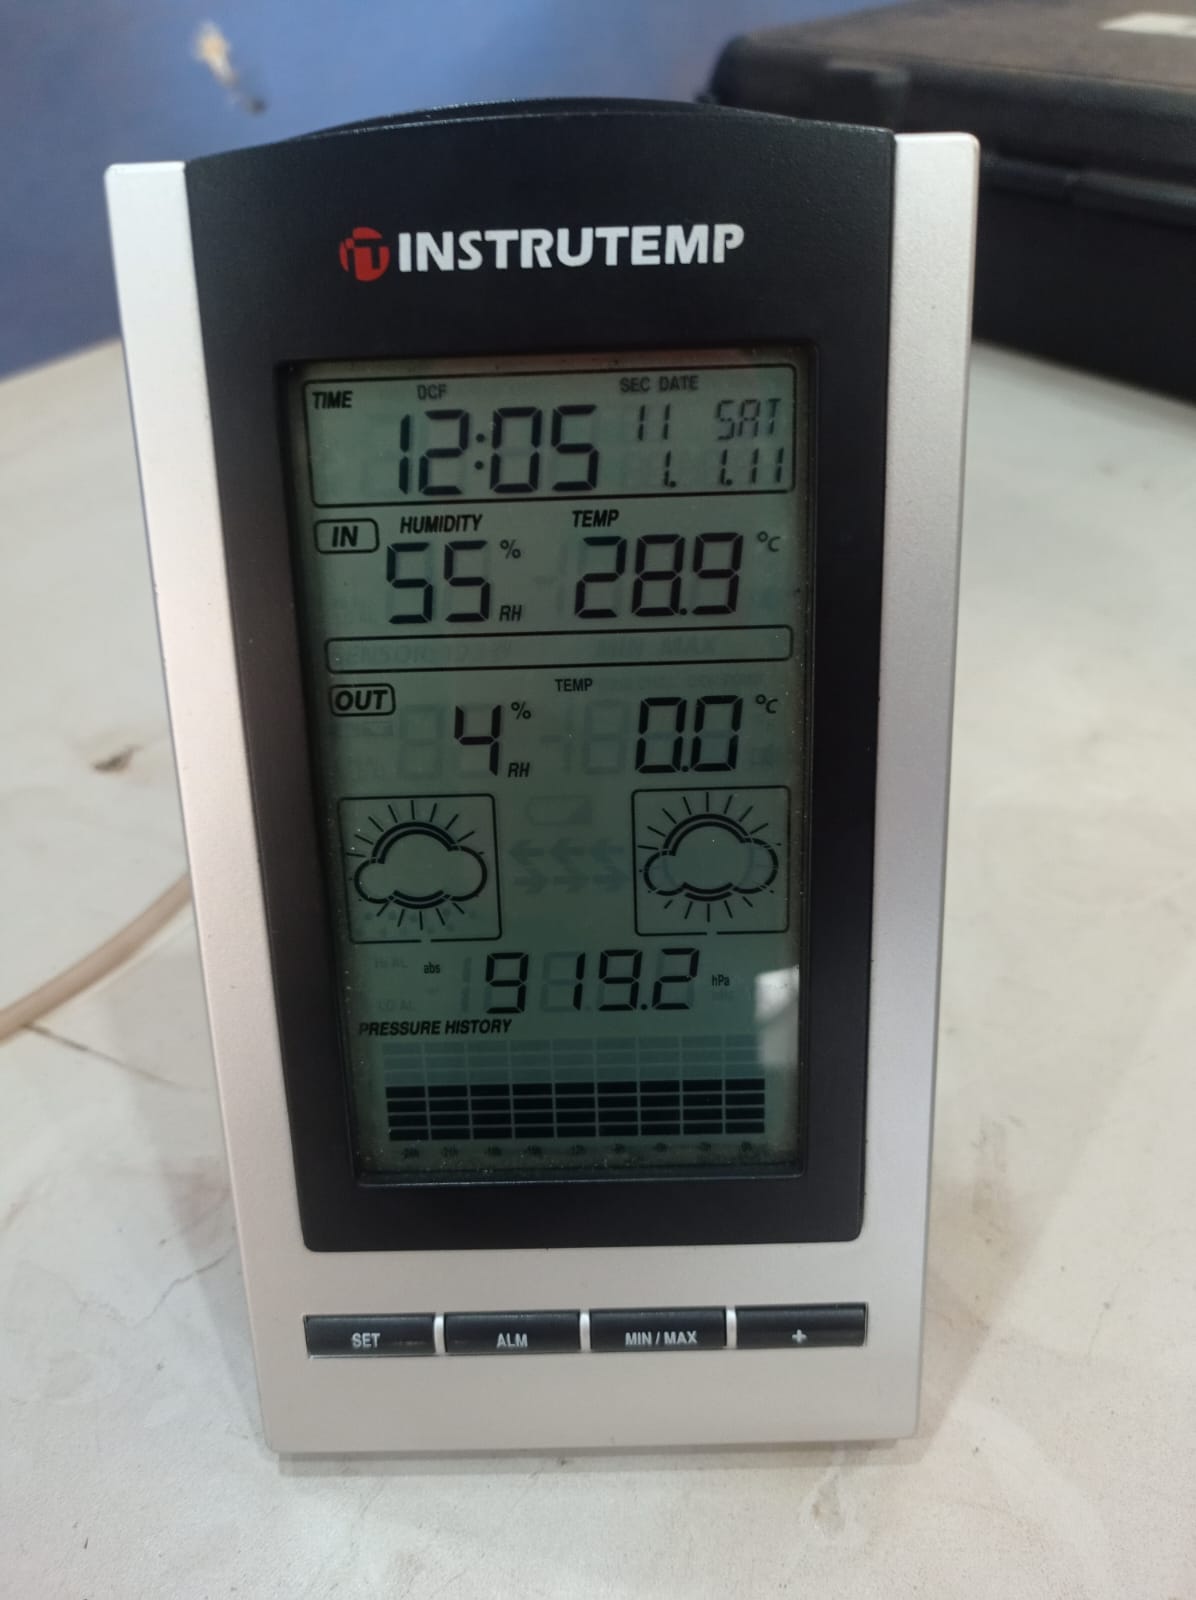 INSTRUTEMP
TIME DCF SEC DATE
12:05 11 SAT
1. 1.11
IN HUMIDITY TEMP
55 % RH 28.9 °C
OUT TEMP
4 % RH 0.0 °C
abs 919.2 hPa
PRESSURE HISTORY
SET ALM MIN / MAX +